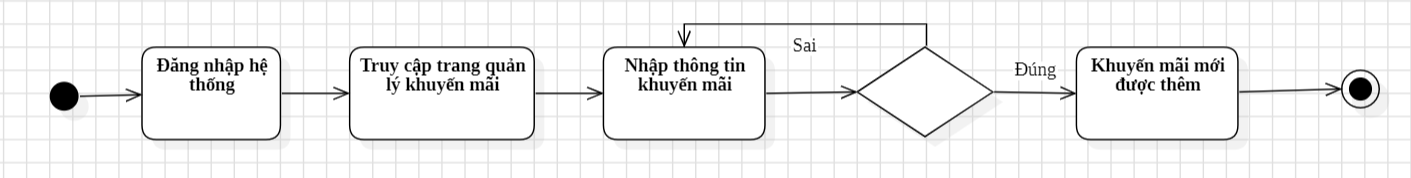 Đăng nhập hệ
thống
Truy cập trang quản
lý khuyến mãi
Nhập thông tin
khuyến mãi
Sai
Đúng
Khuyến mãi mới
được thêm